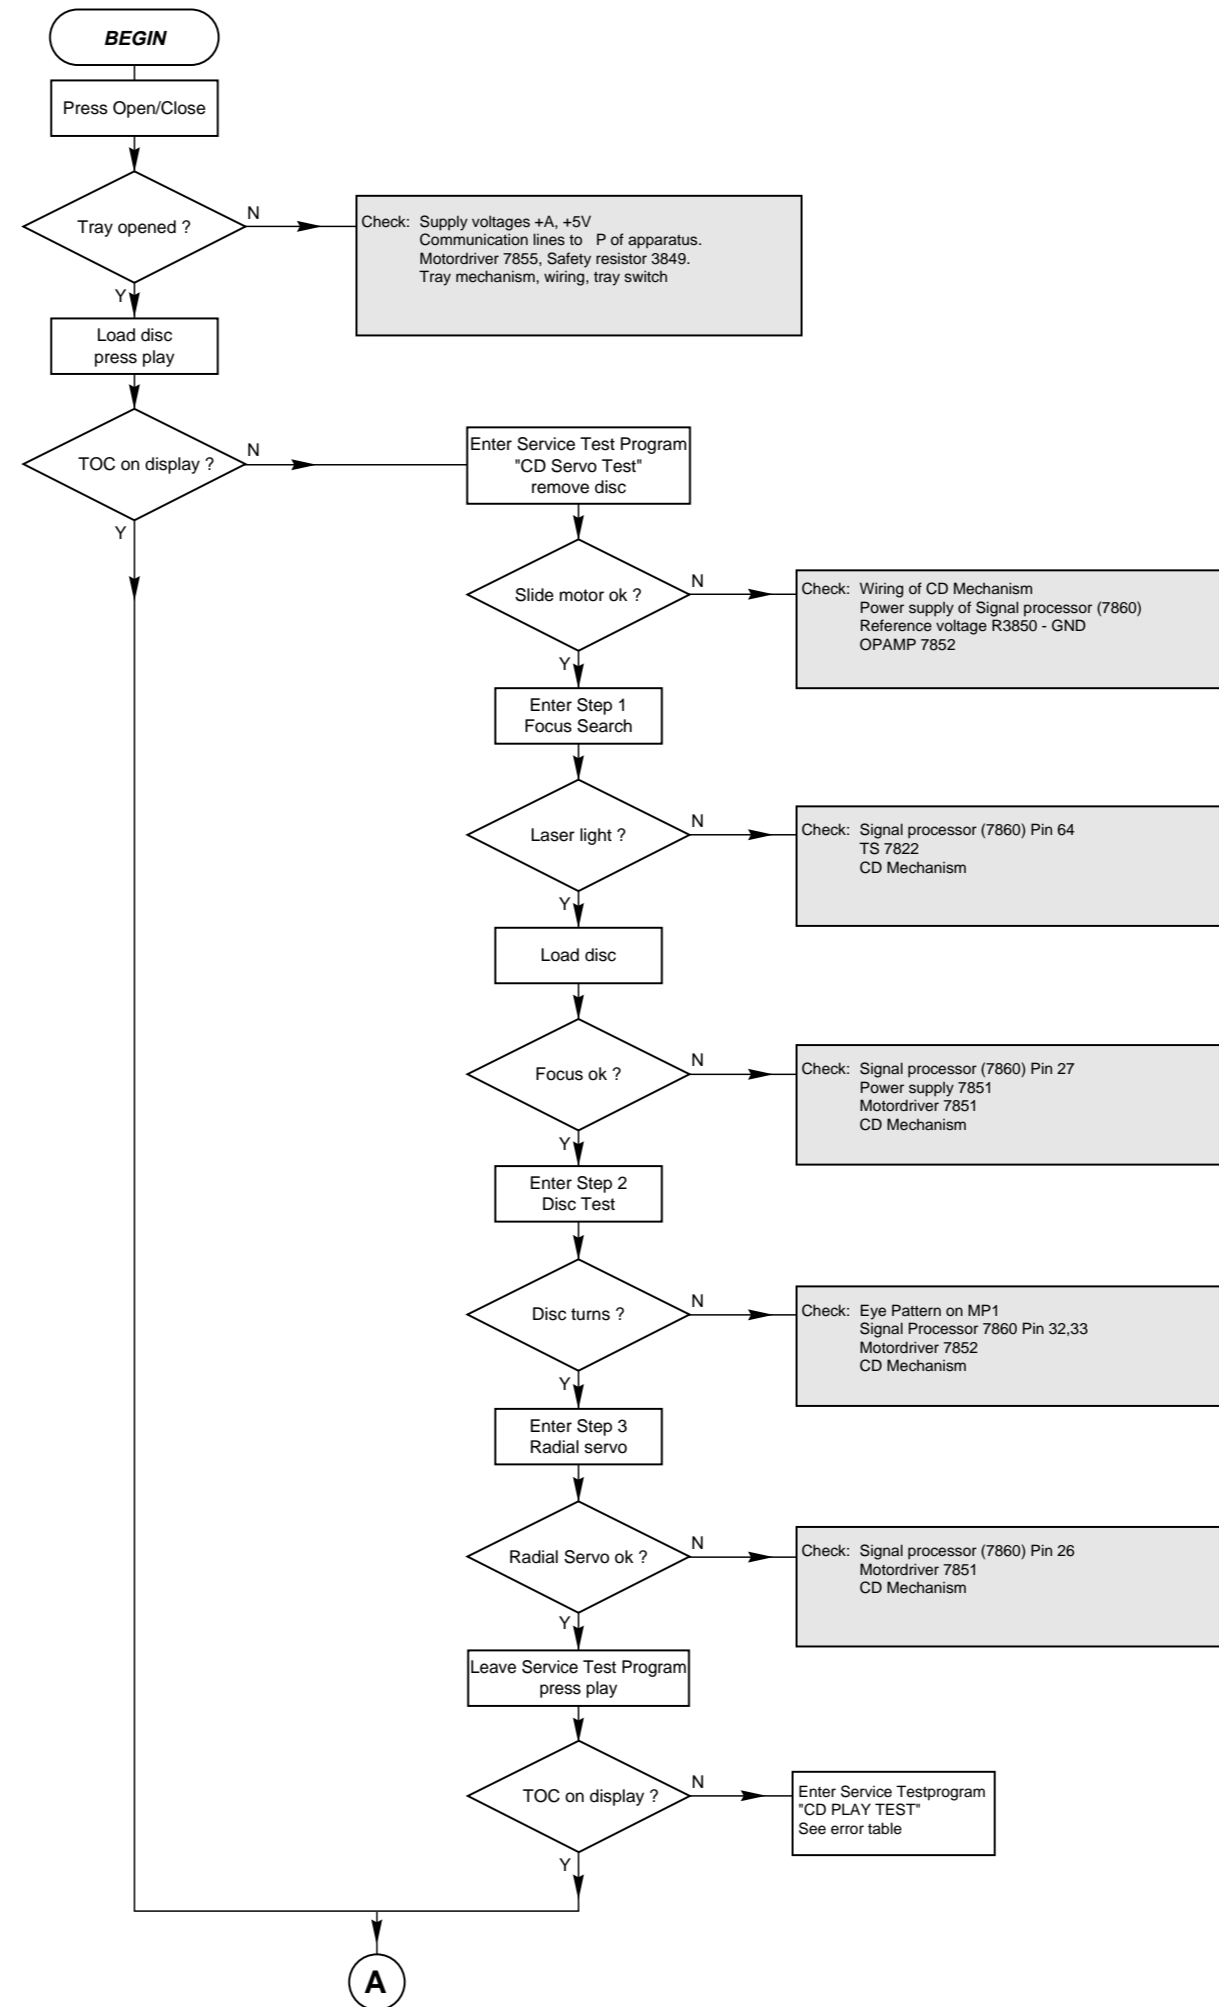 BEGIN
Press Open/Close
Tray opened ?
N
Check: Supply voltages +A, +5V
Communication lines to P of apparatus.
Motordriver 7855, Safety resistor 3849.
Tray mechanism, wiring, tray switch
Y
Load disc
press play
TOC on display ?
N
Y
Enter Service Test Program
"CD Servo Test"
remove disc
Slide motor ok ?
N
Check: Wiring of CD Mechanism
Power supply of Signal processor (7860)
Reference voltage R3850 - GND
OPAMP 7852
Y
Enter Step 1
Focus Search
Laser light ?
N
Check: Signal processor (7860) Pin 64
TS 7822
CD Mechanism
Y
Load disc
Focus ok ?
N
Check: Signal processor (7860) Pin 27
Power supply 7851
Motordriver 7851
CD Mechanism
Y
Enter Step 2
Disc Test
Disc turns ?
N
Check: Eye Pattern on MP1
Signal Processor 7860 Pin 32,33
Motordriver 7852
CD Mechanism
Y
Enter Step 3
Radial servo
Radial Servo ok ?
N
Check: Signal processor (7860) Pin 26
Motordriver 7851
CD Mechanism
Y
Leave Service Test Program
press play
TOC on display ?
N
Enter Service Testprogram
"CD PLAY TEST"
See error table
Y
A